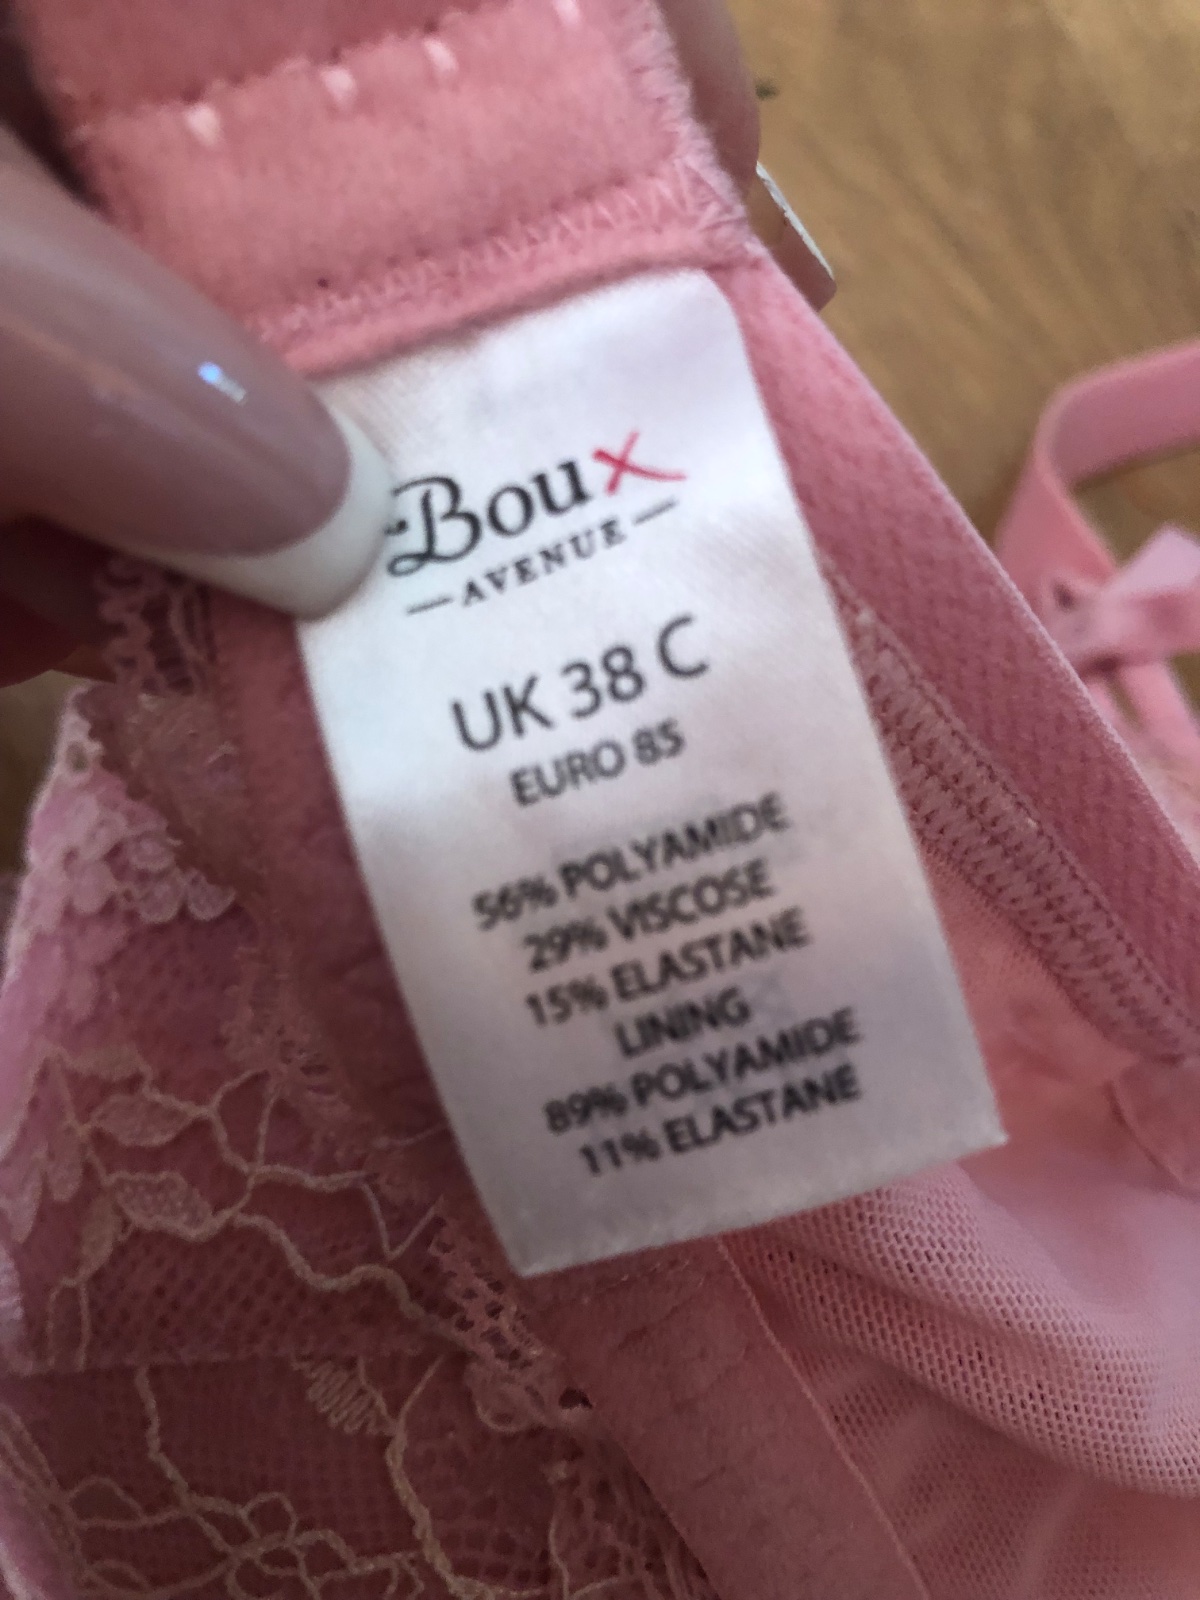 Boux
AVENUE
UK 38 C
EURO 85
56% POLYAMIDE
29% VISCOSE
15% ELASTANE
LINING
89% POLYAMIDE
11% ELASTANE